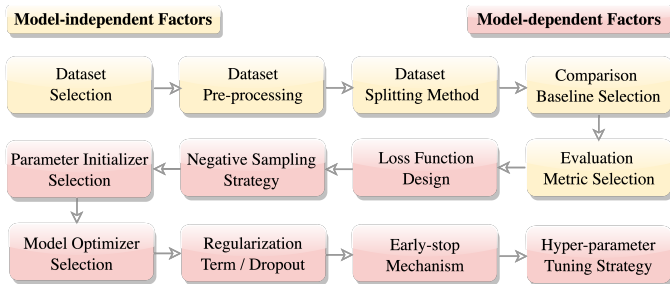 Model-independent Factors
Model-dependent Factors
Dataset
Selection
Dataset
Pre-processing
Dataset
Splitting Method
Comparison
Baseline Selection
Parameter Initializer
Selection
Negative Sampling
Strategy
Loss Function
Design
Evaluation
Metric Selection
Model Optimizer
Selection
Regularization
Term / Dropout
Early-stop
Mechanism
Hyper-parameter
Tuning Strategy